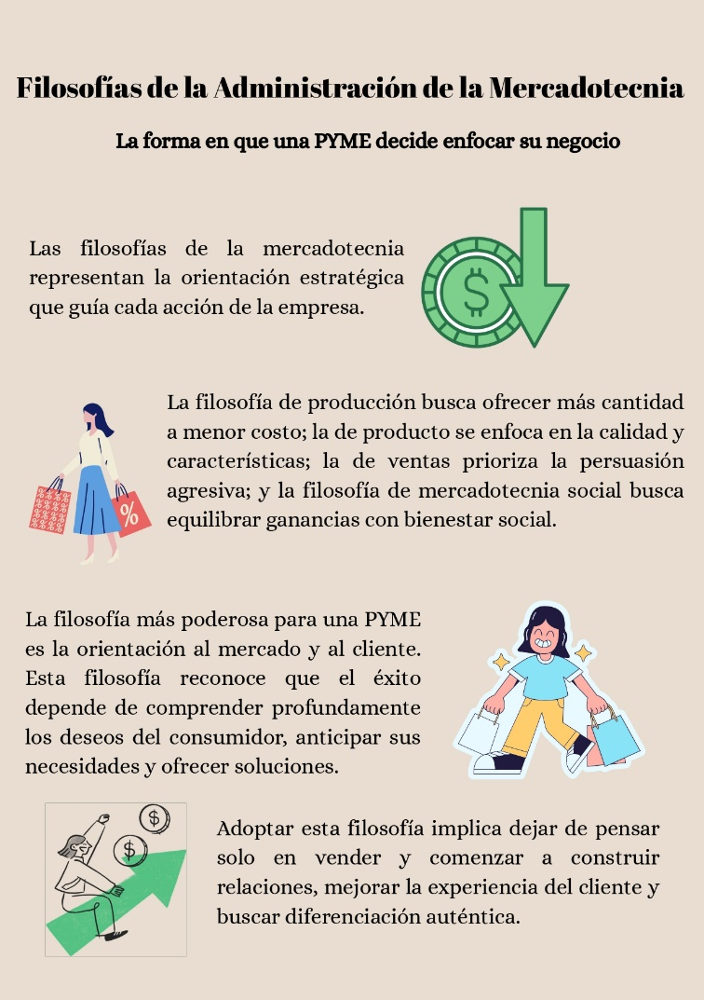 Filosofías de la Administración de la Mercadotecnia
La forma en que una PYME decide enfocar su negocio
Las filosofías de la mercadotecnia
representan la orientación estratégica
que guía cada acción de la empresa.
$
La filosofía de producción busca ofrecer más cantidad
a menor costo; la de producto se enfoca en la calidad y
características; la de ventas prioriza la persuasión
agresiva; y la filosofía de mercadotecnia social busca
equilibrar ganancias con bienestar social.
%
La filosofía más poderosa para una PYME
es la orientación al mercado y al cliente.
Esta filosofía reconoce que el éxito
depende de comprender profundamente
los deseos del consumidor, anticipar sus
necesidades y ofrecer soluciones.
$
$
Adoptar esta filosofía implica dejar de pensar
solo en vender y comenzar a construir
relaciones, mejorar la experiencia del cliente y
buscar diferenciación auténtica.